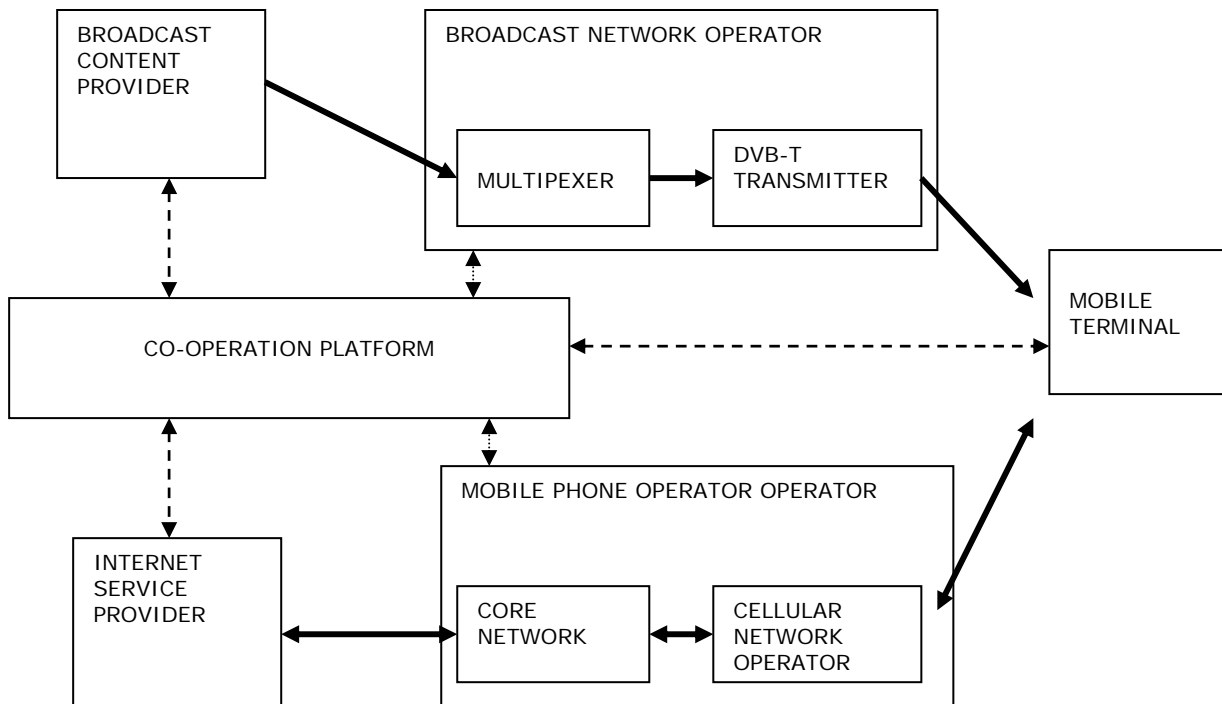 BROADCAST
CONTENT
PROVIDER
BROADCAST NETWORK OPERATOR
MULTIPEXER
DVB-T
TRANSMITTER
MOBILE
TERMINAL
CO-OPERATION PLATFORM
MOBILE PHONE OPERATOR OPERATOR
INTERNET
SERVICE
PROVIDER
CORE
NETWORK
CELLULAR
NETWORK
OPERATOR